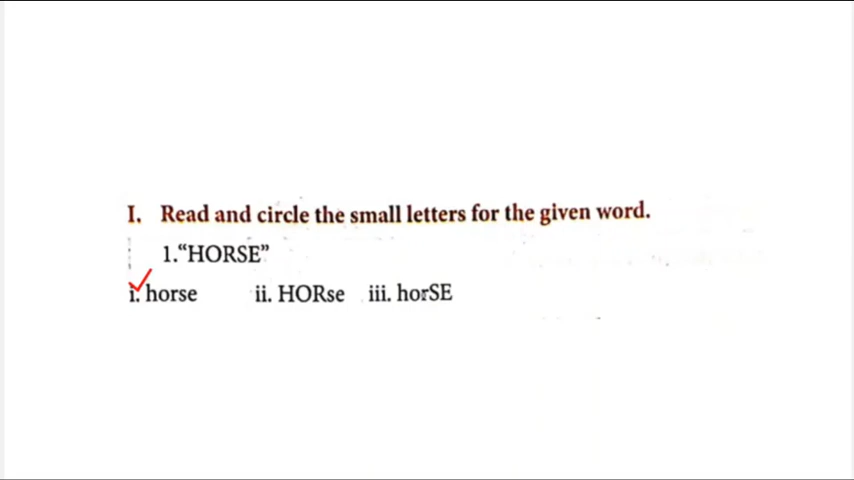 I. Read and circle the small letters for the given word.
1.“HORSE”
i. horse ii. HORse iii. horSE